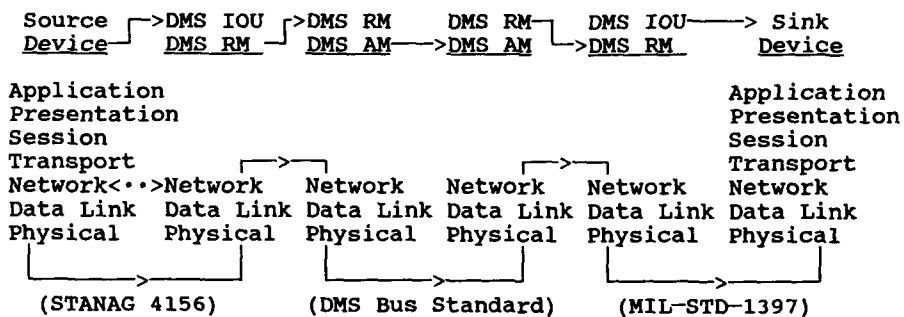 Source >DMS IOU >DMS RM DMS RM DMS IOU > Sink
Device DMS RM DMS AM >DMS AM >DMS RM Device
Application Application
Presentation Presentation
Session Session
Transport > > Transport
Network<··>Network Network Network Network Network
Data Link Data Link Data Link Data Link Data Link Data Link
Physical Physical Physical Physical Physical Physical
> > >
(STANAG 4156) (DMS Bus Standard) (MIL-STD-1397)